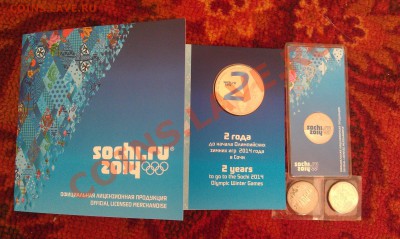 sochi.ru
2014
ОФИЦИАЛЬНАЯ ЛИЦЕНЗИОННАЯ ПРОДУКЦИЯ
OFFICIAL LICENSED MERCHANDISE
2
2 года
до начала Олимпийских
зимних игр 2014 года
в Сочи
2 years
to go to the Sochi 2014
Olympic Winter Games
sochi.ru
2014
COINS.LAVE.RU